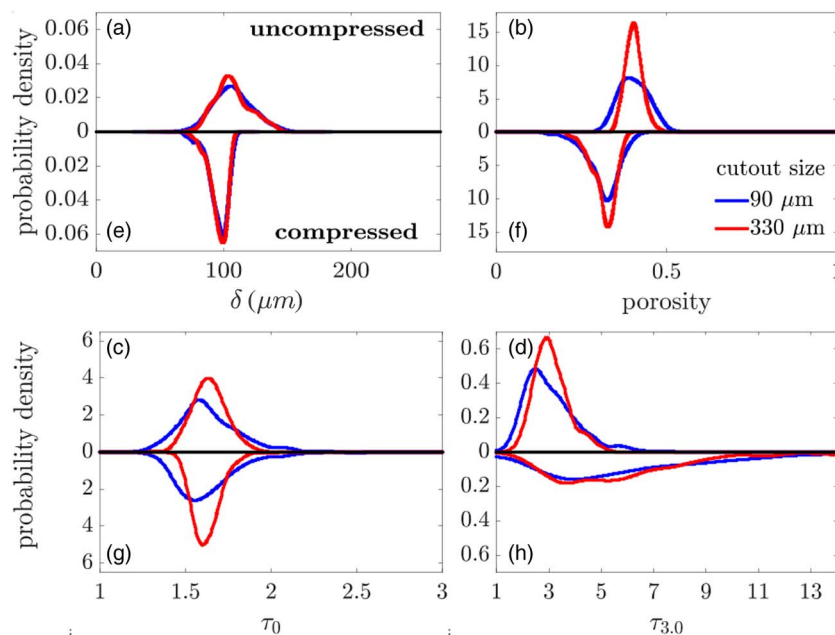 (a) uncompressed
(b)
0.06
0.04
0.02
0
0.02
0.04
0.06
15
10
5
0
5
10
15
probability density
(e) compressed
(f)
cutout size
90 μm
330 μm
0 100 200
0 0.5 1
δ (μm)
porosity
(c)
(d)
6
4
2
0
2
4
6
0.6
0.4
0.2
0
0.2
0.4
0.6
probability density
(g)
(h)
1 1.5 2 2.5 3
1 3 5 7 9 11 13
τ0
τ3.0